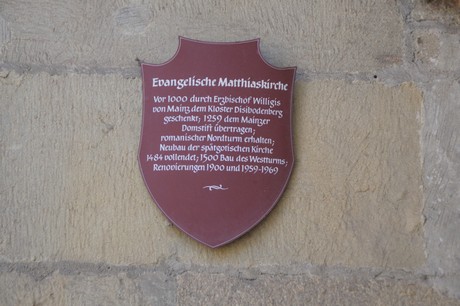 Evangelische Matthiaskirche
Vor 1000 durch Erzbischof Willigis
von Mainz dem Kloster Disibodenberg
geschenkt; 1259 dem Mainzer
Domstift übertragen;
romanischer Nordturm erhalten;
Neubau der spätgotischen Kirche
1484 vollendet; 1500 Bau des Westturms;
Renovierungen 1900 und 1959-1969